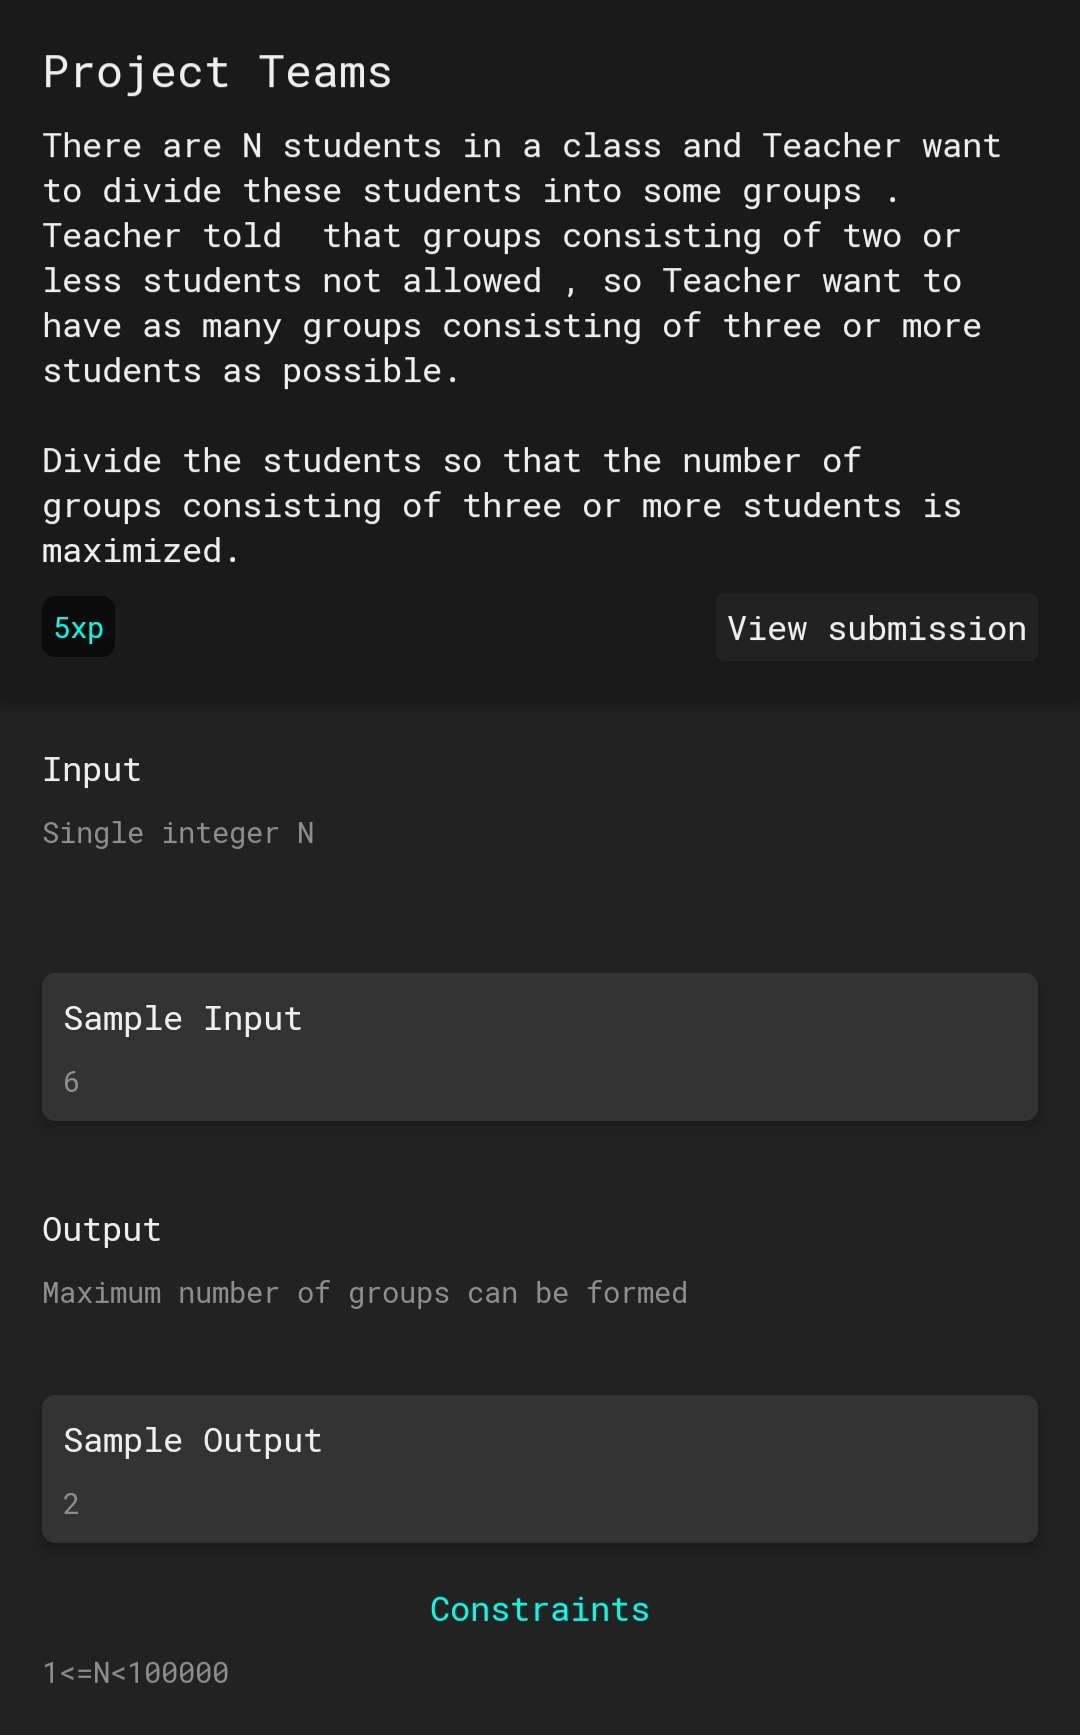 Project Teams
There are N students in a class and Teacher want
to divide these students into some groups .
Teacher told  that groups consisting of two or
less students not allowed , so Teacher want to
have as many groups consisting of three or more
students as possible.
Divide the students so that the number of
groups consisting of three or more students is
maximized.
5xp
View submission
Input
Single integer N
Sample Input
6
Output
Maximum number of groups can be formed
Sample Output
2
Constraints
1<=N<100000